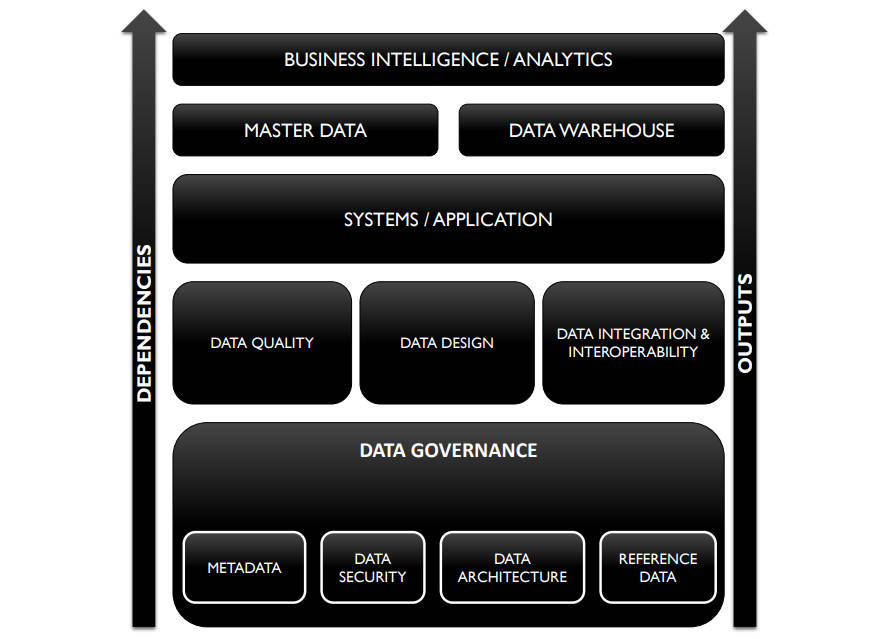 BUSINESS INTELLIGENCE / ANALYTICS
MASTER DATA
DATA WAREHOUSE
SYSTEMS / APPLICATION
DEPENDENCIES
OUTPUTS
DATA QUALITY
DATA DESIGN
DATA INTEGRATION &
INTEROPERABILITY
DATA GOVERNANCE
METADATA
DATA
SECURITY
DATA
ARCHITECTURE
REFERENCE
DATA